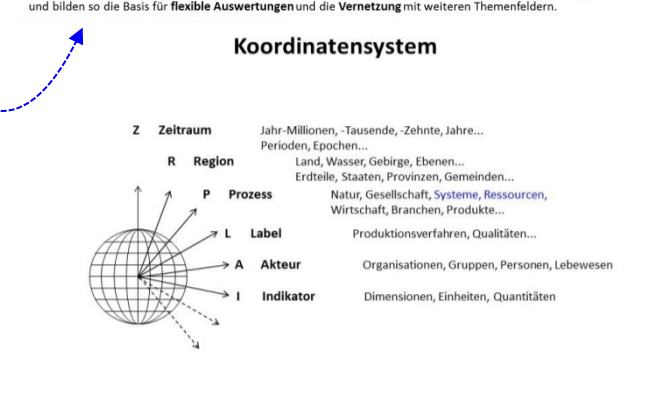 und bilden so die Basis für flexible Auswertungen und die Vernetzung mit weiteren Themenfeldern.
Koordinatensystem
Z Zeitraum Jahr-Millionen, -Tausende, -Zehnte, Jahre...
Perioden, Epochen...
R Region Land, Wasser, Gebirge, Ebenen...
Erdteile, Staaten, Provinzen, Gemeinden...
P Prozess Natur, Gesellschaft, Systeme, Ressourcen,
Wirtschaft, Branchen, Produkte...
L Label Produktionsverfahren, Qualitäten...
A Akteur Organisationen, Gruppen, Personen, Lebewesen
I Indikator Dimensionen, Einheiten, Quantitäten